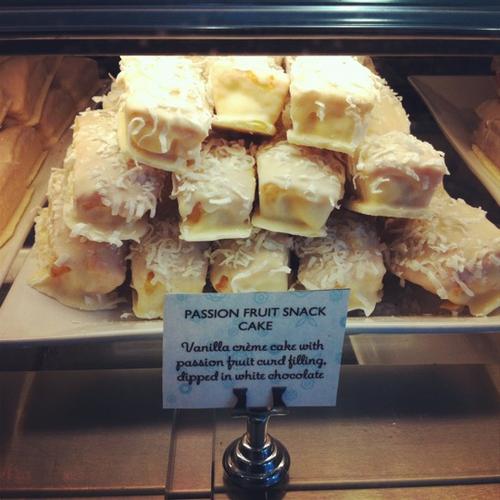 PASSION FRUIT SNACK
CAKE
Vanilla crème cake with
passion fruit curd filling,
dipped in white chocolate